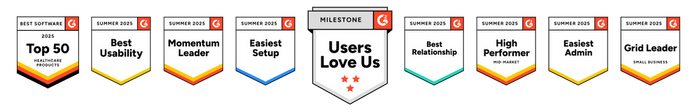 BEST SOFTWARE
2025
Top 50
HEALTHCARE
PRODUCTS
SUMMER 2025
Best
Usability
SUMMER 2025
Momentum
Leader
SUMMER 2025
Easiest
Setup
MILESTONE
Users
Love Us
SUMMER 2025
Best
Relationship
SUMMER 2025
High
Performer
MID-MARKET
SUMMER 2025
Easiest
Admin
SUMMER 2025
Grid Leader
SMALL BUSINESS